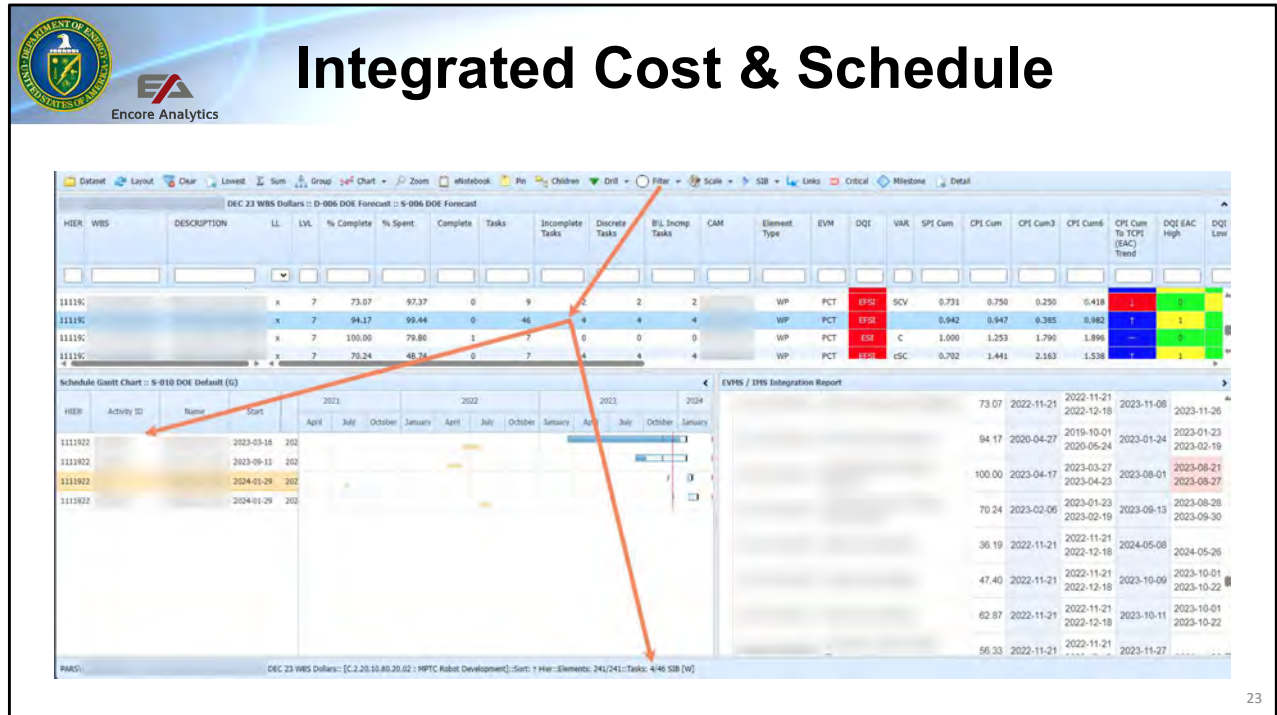 DEPARTMENT OF ENERGY
UNITED STATES OF AMERICA
Encore Analytics
Integrated Cost & Schedule
Dataset Layout Clear Lowest Σ Sum Group Chart Zoom eNotebook Pin Children Drill Filter Scale SIB Links Critical Milestone Detail
DEC 23 WBS Dollars :: D-006 DOE Forecast :: S-006 DOE Forecast
HIER WBS DESCRIPTION LL LVL % Complete % Spent Complete Tasks Incomplete Tasks Discrete Tasks B\L Incmp Tasks CAM Element Type EVM DQI VAR SPI Cum CPI Cum CPI Cum3 CPI Cum6 CPI Cum To TCPI (EAC) Trend DQI EAC High DQI Low
11119 x 7 73.07 97.37 0 9 2 2 2 WP PCT EFSI SCV 0.731 0.750 0.250 0.418 ↓ 0
11119 x 7 94.17 99.44 0 46 4 4 4 WP PCT EFSI 0.942 0.947 0.385 0.982 ↑ 1
11119 x 7 100.00 79.80 1 7 0 0 0 WP PCT ESI C 1.000 1.253 1.790 1.896 — 0
11119 x 7 70.24 48.74 0 7 4 4 4 WP PCT EFSI cSC 0.702 1.441 2.163 1.538 ↑ 1
Schedule Gantt Chart :: S-010 DOE Default (G)
HIER Activity ID Name Start
2021 2022 2023 2024
April July October January April July October January April July October January
1111922 2023-03-16 202
1111922 2023-09-11 202
1111922 2024-01-29 202
1111922 2024-01-29 202
EVMS / IMS Integration Report
73.07 2022-11-21 2022-11-21 2022-12-18 2023-11-08 2023-11-26
94.17 2020-04-27 2019-10-01 2020-05-24 2023-01-24 2023-01-23 2023-02-19
100.00 2023-04-17 2023-03-27 2023-04-23 2023-08-01 2023-08-21 2023-08-27
70.24 2023-02-06 2023-01-23 2023-02-19 2023-09-13 2023-08-28 2023-09-30
36.19 2022-11-21 2022-11-21 2022-12-18 2024-05-08 2024-05-26
47.40 2022-11-21 2022-11-21 2022-12-18 2023-10-09 2023-10-01 2023-10-22
62.87 2022-11-21 2022-11-21 2022-12-18 2023-10-11 2023-10-01 2023-10-22
56.33 2022-11-21 2022-11-21 2023-11-27
PARS\ DEC 23 WBS Dollars:: [C.2.20.10.80.20.02 : MPTC Robot Development]::Sort: ↑ Hier::Elements: 241/241::Tasks: 4/46 SIB [W]
23